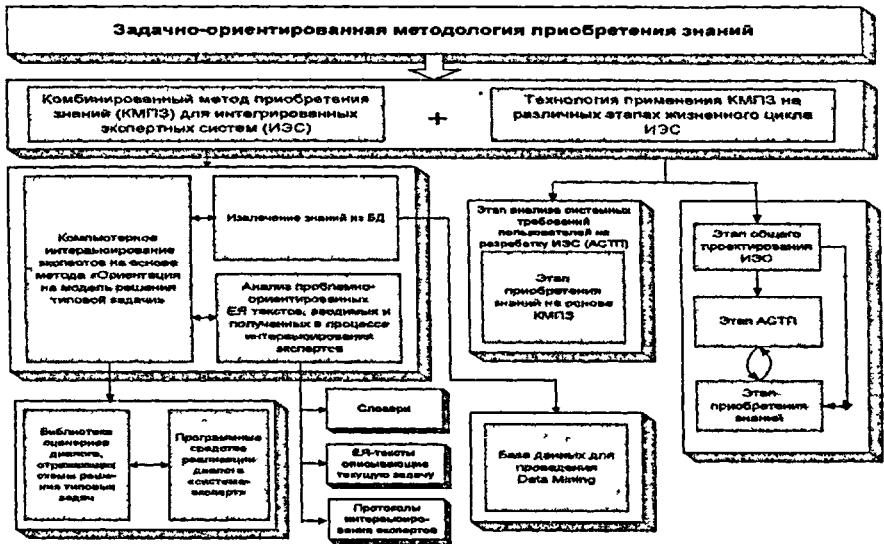 Задачно-ориентированная методология приобретения знаний
Комбинированный метод приобретения
знаний (КМПЗ) для интегрированных
экспертных систем (ИЭС)
+
Технология применения КМПЗ на
различных этапах жизненного цикла
ИЭС
Компьютерное
интервьюирование
экспертов на основе
метода «Ориентация
на модель решения
типовой задачи»
Извлечение знаний из БД
Анализ проблемно-
ориентированных
ЕЯ текстов, вводимых и
полученных в процессе
интервьюирования
экспертов
Этап анализа системных
требований
пользователей на
разработку ИЭС (АСТП)
Этап
приобретения
знаний на основе
КМПЗ
Этап общего
проектирования
ИЭС
Этап АСТП
Этап-
приобретения
знаний
Библиотека
сценариев
диалога,
отражающих
схемы реше-
ния типовых
задач
Программные
средства
реализации
диалога
«система-
эксперт»
Словари
ЕЯ-тексты
описывающие
текущую задачу
Протоколы
интервьюиро-
вания экспертов
База данных для
проведения
Data Mining